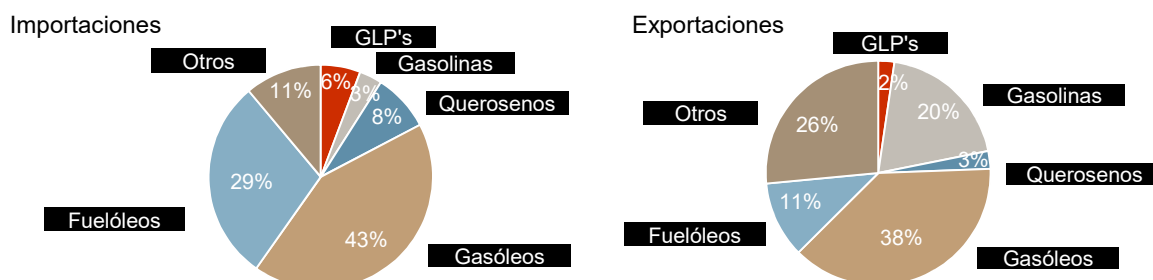 Importaciones
GLP's
Otros
Gasolinas
6%
3%
11%
Querosenos
8%
29%
Fuelóleos
43%
Gasóleos
Exportaciones
GLP's
2%
Gasolinas
20%
Otros
26%
3%
Querosenos
11%
Fuelóleos
38%
Gasóleos